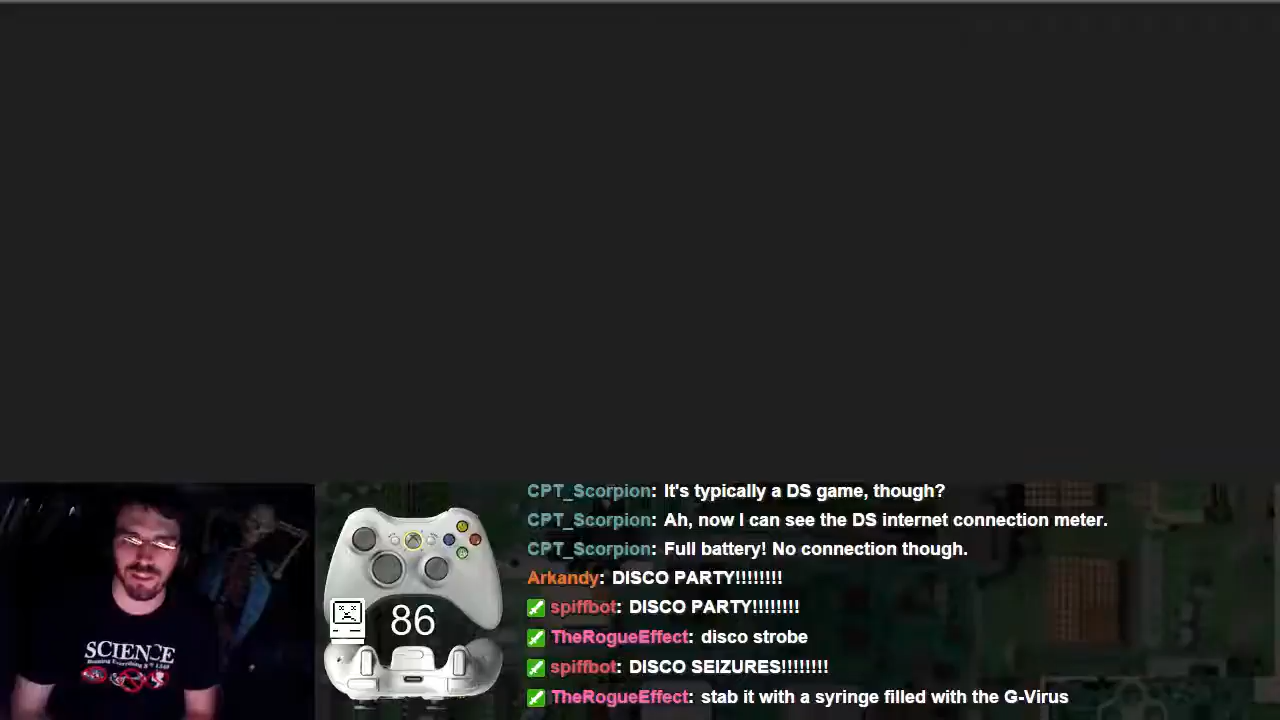 CPT_Scorpion: It's typically a DS game, though?
CPT_Scorpion: Ah, now I can see the DS internet connection meter.
CPT_Scorpion: Full battery! No connection though.
Arkandy: DISCO PARTY!!!!!!!!
spiffbot: DISCO PARTY!!!!!!!!
TheRogueEffect: disco strobe
spiffbot: DISCO SEIZURES!!!!!!!!
TheRogueEffect: stab it with a syringe filled with the G-Virus
86
SCIENCE